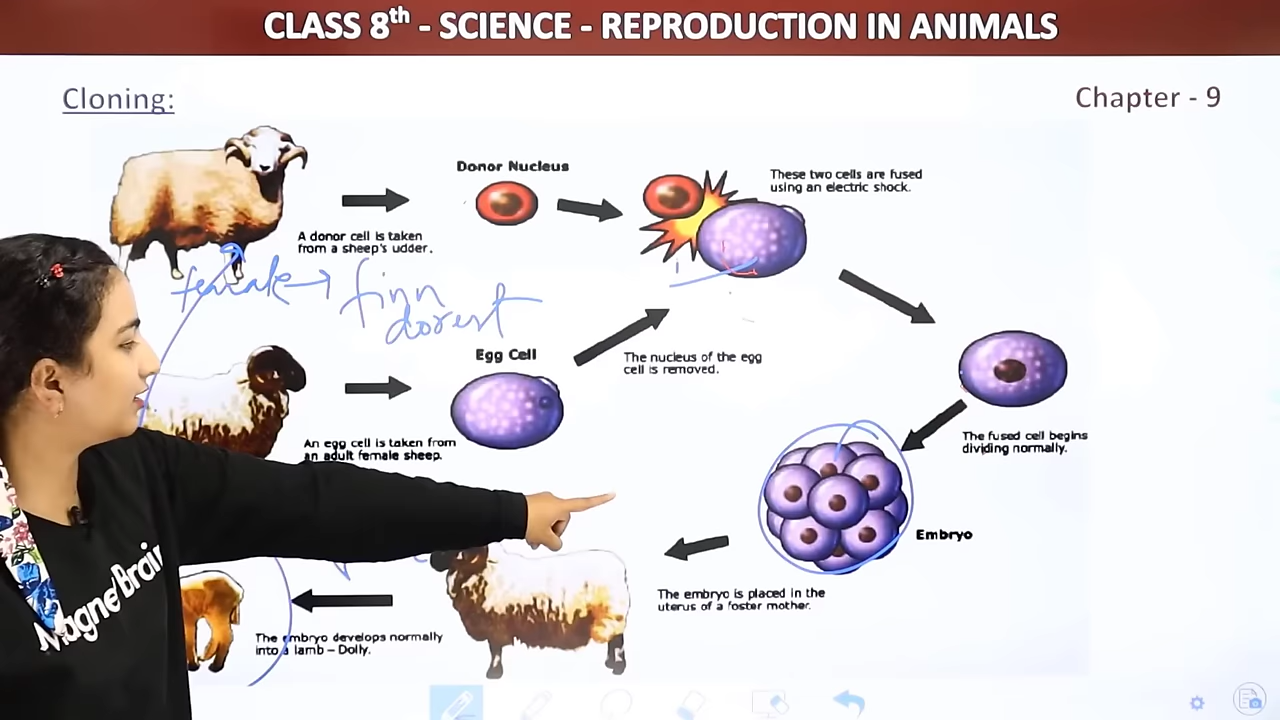 CLASS 8th - SCIENCE - REPRODUCTION IN ANIMALS
Cloning:
Chapter - 9
Donor Nucleus
These two cells are fused
using an electric shock.
A donor cell is taken
from a sheep's udder.
female → finn
dorest
Egg Cell
The nucleus of the egg
cell is removed.
An egg cell is taken from
an adult female sheep.
The fused cell begins
dividing normally.
Embryo
The embryo is placed in the
uterus of a foster mother.
The embryo develops normally
into a lamb – Dolly.
Magnet Brain